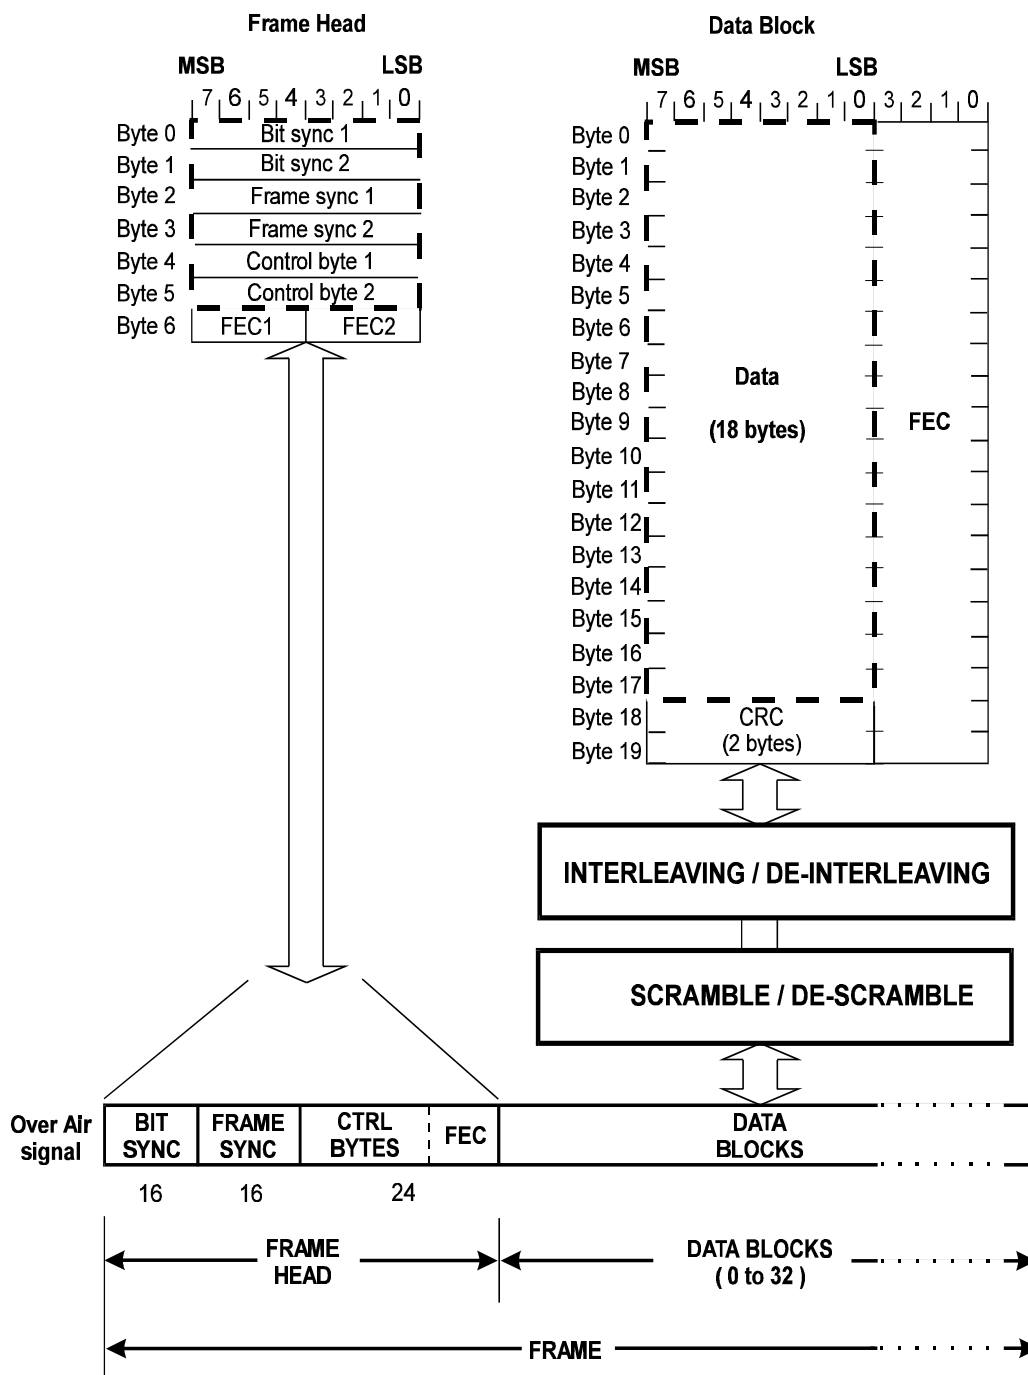 Frame Head
MSB LSB
7 6 5 4 3 2 1 0
Byte 0 Bit sync 1
Byte 1 Bit sync 2
Byte 2 Frame sync 1
Byte 3 Frame sync 2
Byte 4 Control byte 1
Byte 5 Control byte 2
Byte 6 FEC1 FEC2
Data Block
MSB LSB
7 6 5 4 3 2 1 0 3 2 1 0
Byte 0
Byte 1
Byte 2
Byte 3
Byte 4
Byte 5
Byte 6
Byte 7
Byte 8
Byte 9
Byte 10
Byte 11
Byte 12
Byte 13
Byte 14
Byte 15
Byte 16
Byte 17
Byte 18
Byte 19
Data
(18 bytes)
FEC
CRC
(2 bytes)
INTERLEAVING / DE-INTERLEAVING
SCRAMBLE / DE-SCRAMBLE
Over Air
signal
BIT
SYNC
FRAME
SYNC
CTRL
BYTES
FEC
DATA
BLOCKS
16 16 24
FRAME
HEAD
DATA BLOCKS
( 0 to 32 )
FRAME